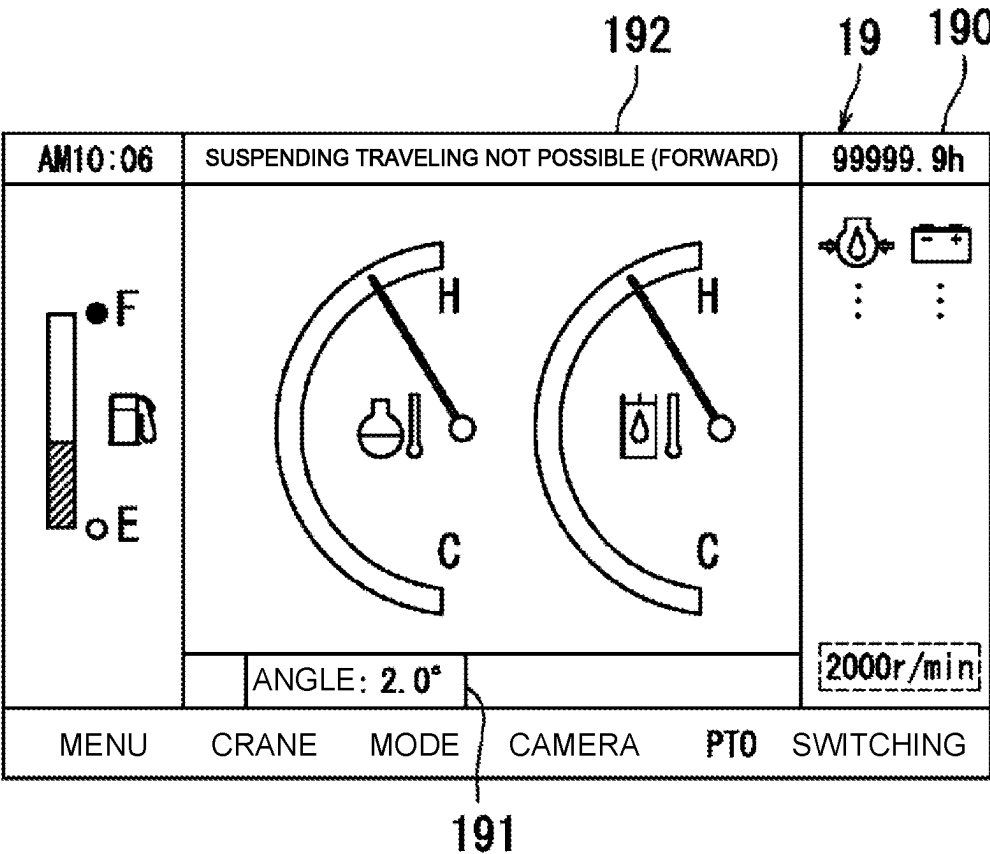 192 19 190
AM10:06 SUSPENDING TRAVELING NOT POSSIBLE (FORWARD) 99999.9h
F H H
E C C
ANGLE: 2.0° 2000r/min
MENU CRANE MODE CAMERA PTO SWITCHING
191